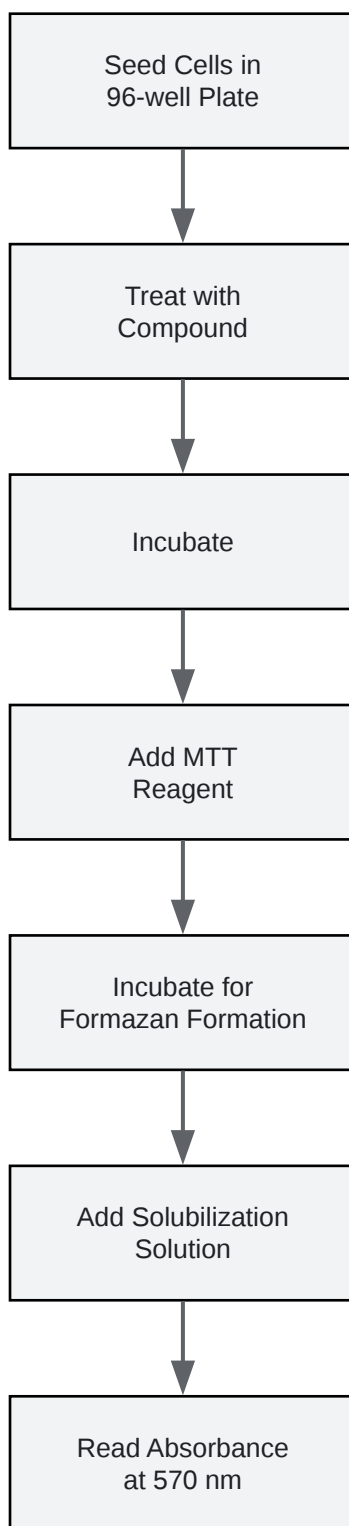 Seed Cells in
96-well Plate
Treat with
Compound
Incubate
Add MTT
Reagent
Incubate for
Formazan Formation
Add Solubilization
Solution
Read Absorbance
at 570 nm